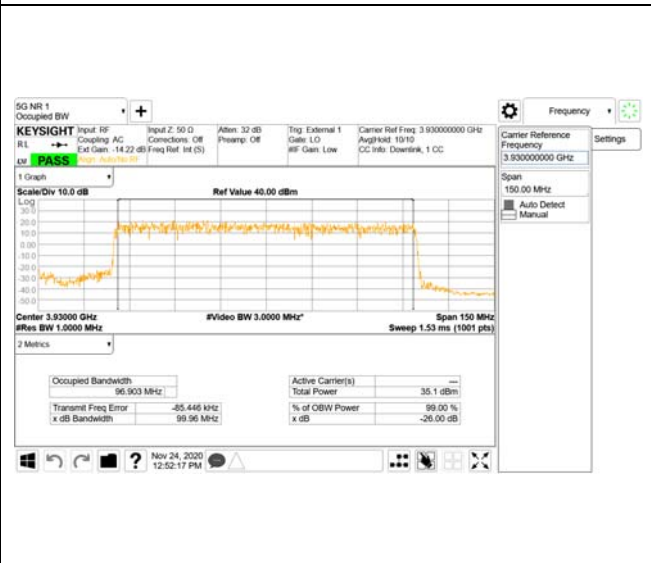 5G NR 1
Occupied BW
Frequency
KEYSIGHT
Input: RF
Coupling: AC
Ext Gain: -14.22 dB
Align: Auto/No RF
Input Z: 50 Ω
Corrections: Off
Freq Ref: Int (S)
Atten: 32 dB
Preamp: Off
Trig: External 1
Gate: LO
#IF Gain: Low
Carrier Ref Freq: 3.930000000 GHz
Avg|Hold: 10/10
CC Info: Downlink, 1 CC
R L
PASS
Carrier Reference
Frequency
3.930000000 GHz
Settings
Span
150.00 MHz
Auto Detect
Manual
1 Graph
Scale/Div 10.0 dB
Ref Value 40.00 dBm
Log
30.0
20.0
10.0
0.00
-10.0
-20.0
-30.0
-40.0
-50.0
Center 3.93000 GHz
#Video BW 3.0000 MHz*
Span 150 MHz
#Res BW 1.0000 MHz
Sweep 1.53 ms (1001 pts)
2 Metrics
Occupied Bandwidth
96.903 MHz
Active Carrier(s) ---
Total Power 35.1 dBm
Transmit Freq Error -85.446 kHz
% of OBW Power 99.00 %
x dB Bandwidth 99.96 MHz
x dB -26.00 dB
?
Nov 24, 2020
12:52:17 PM